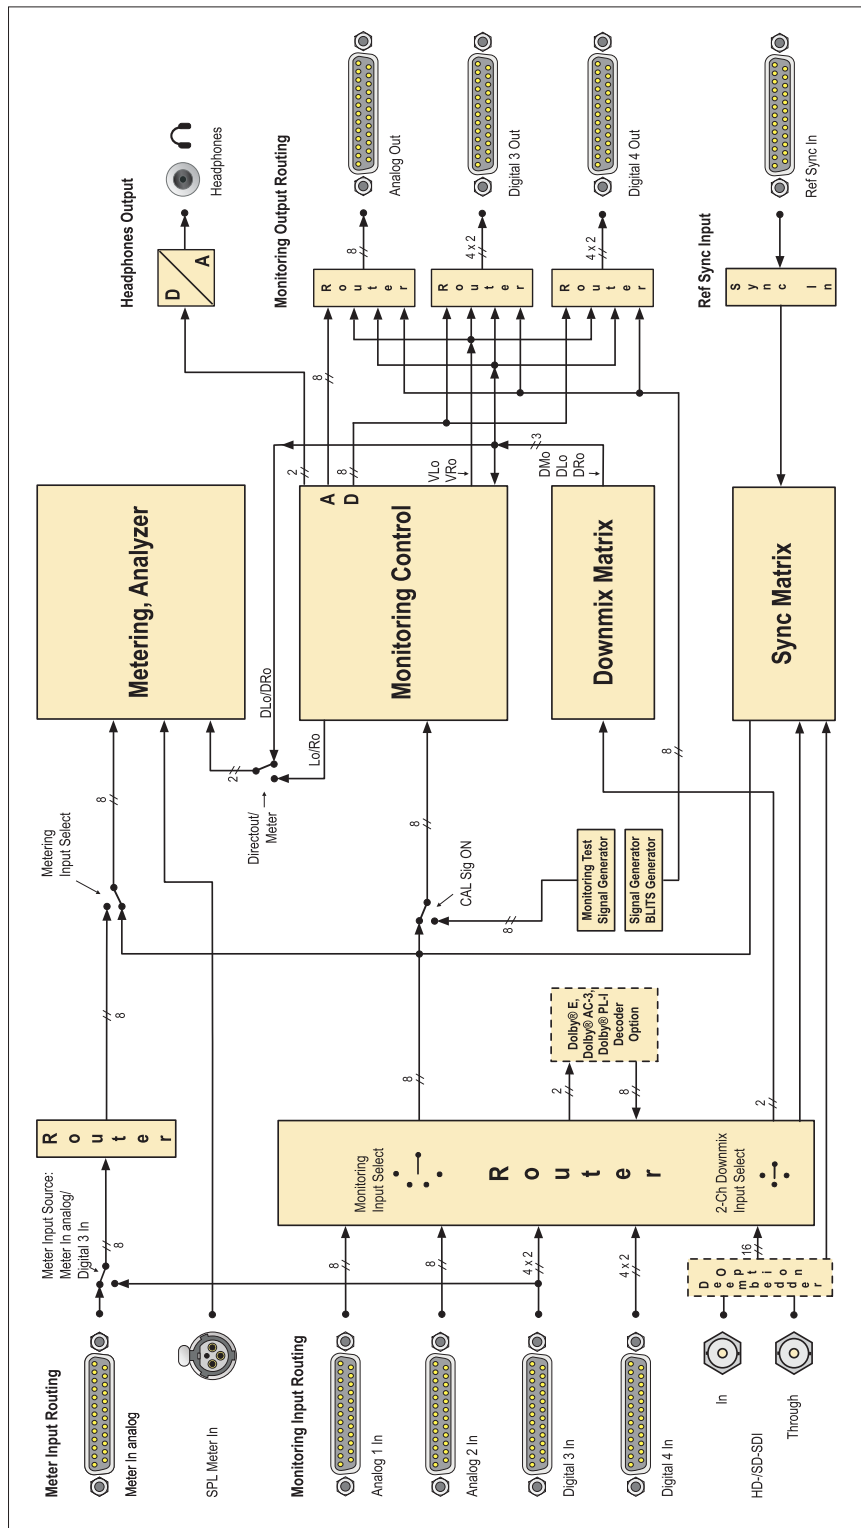 Meter Input Routing
Meter In analog
SPL Meter In
Meter Input Source:
Meter In analog/
Digital 3 In
8
R o u t e r
8
Metering
Input Select
8
Metering, Analyzer
2
DLo/DRo
Directout/
Meter
Lo/Ro
Headphones Output
D
A
Headphones
Monitoring Input Routing
Analog 1 In
Analog 2 In
Digital 3 In
Digital 4 In
8
8
4 x 2
4 x 2
Monitoring
Input Select
R o u t e r
2-Ch Downmix
Input Select
8
2
8
2
Dolby® E,
Dolby® AC-3,
Dolby® PL-I
Decoder
Option
CAL Sig ON
8
8
Monitoring Test
Signal Generator
Signal Generator
BLITS Generator
8
Monitoring Control
A
D
2
8
8
VLo
VRo
3
DMo
DLo
DRo
Downmix Matrix
Monitoring Output Routing
R o u t e r
8
Analog Out
R o u t e r
4 x 2
Digital 3 Out
R o u t e r
4 x 2
Digital 4 Out
HD-/SD-SDI
In
Through
De Option
embedder
16
Sync Matrix
Ref Sync Input
Sync In
Ref Sync In